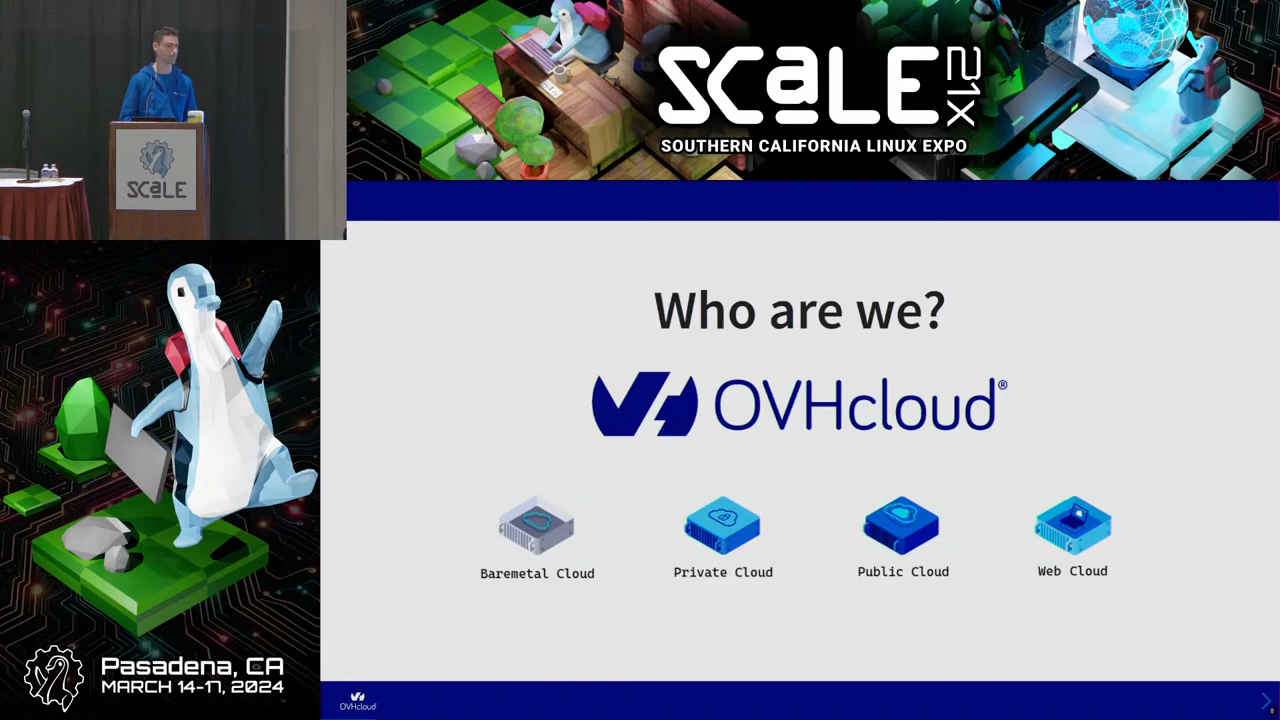 SCaLE 21X
SOUTHERN CALIFORNIA LINUX EXPO
SCaLE
Who are we?
OVHcloud®
Baremetal Cloud
Private Cloud
Public Cloud
Web Cloud
Pasadena, CA
MARCH 14-17, 2024
OVHcloud
8